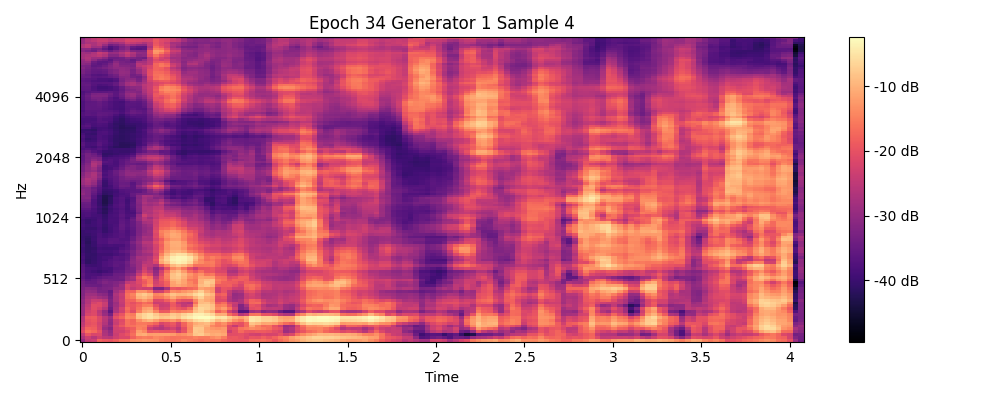 Epoch 34 Generator 1 Sample 4
Hz
4096
2048
1024
512
0
0 0.5 1 1.5 2 2.5 3 3.5 4
Time
-10 dB
-20 dB
-30 dB
-40 dB